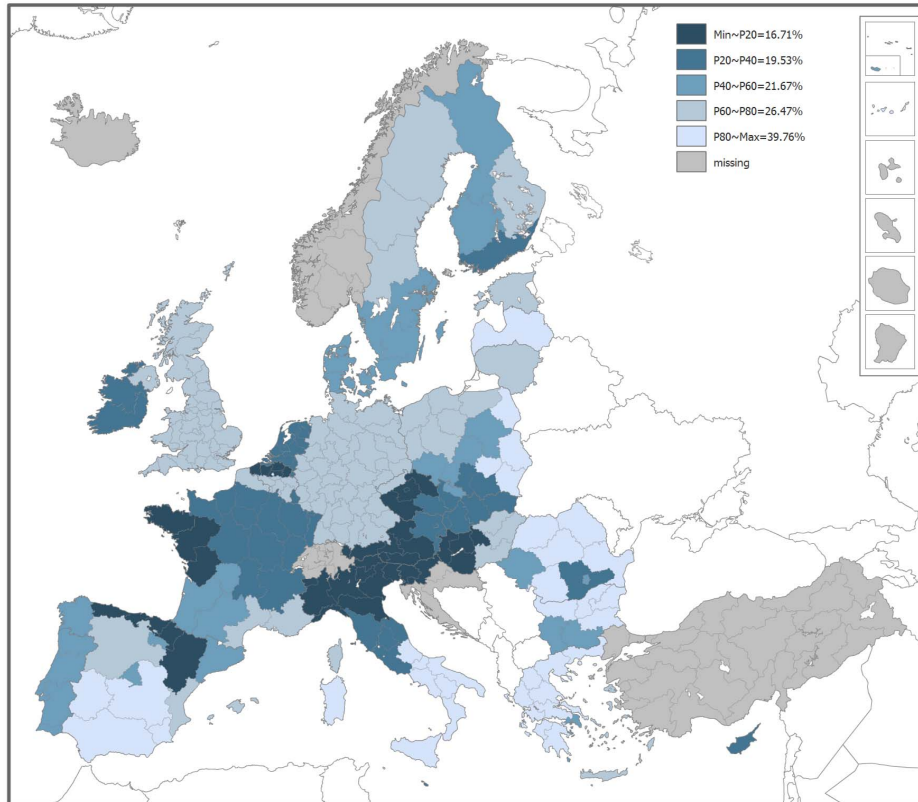 Min~P20=16.71%
P20~P40=19.53%
P40~P60=21.67%
P60~P80=26.47%
P80~Max=39.76%
missing